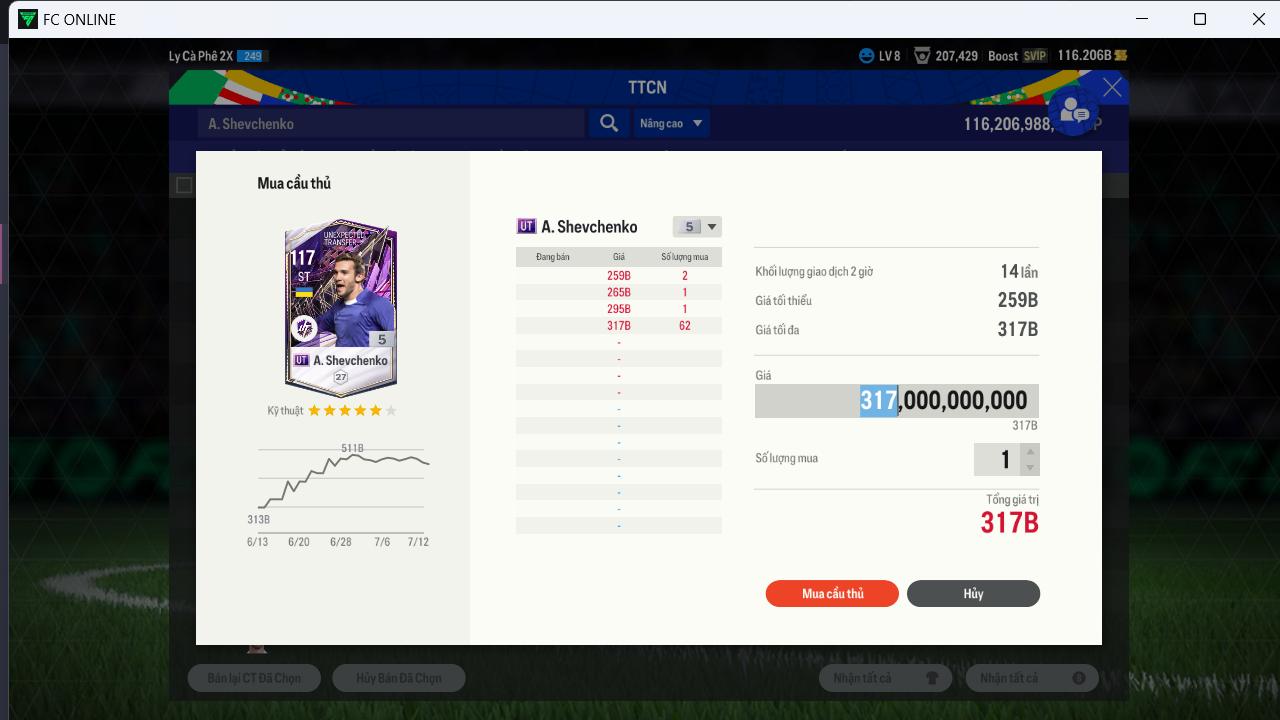 FC ONLINE
Ly Cà Phê 2X 249 LV 8 207,429 Boost SVIP 116.206B
TTCN
A. Shevchenko Nâng cao 116,206,988,
Mua cầu thủ
UNEXPECTED
TRANSFER
117
ST
5
UT A. Shevchenko
27
Kỹ thuật
511B
313B
6/13 6/20 6/28 7/6 7/12
UT A. Shevchenko 5
Đang bán Giá Số lượng mua
259B 2
265B 1
295B 1
317B 62
-
-
-
-
-
-
-
-
-
-
-
-
Khối lượng giao dịch 2 giờ 14 lần
Giá tối thiểu 259B
Giá tối đa 317B
Giá
317,000,000,000
317B
Số lượng mua 1
Tổng giá trị
317B
Mua cầu thủ Hủy
Bán lại CT Đã Chọn Hủy Bán Đã Chọn Nhận tất cả Nhận tất cả